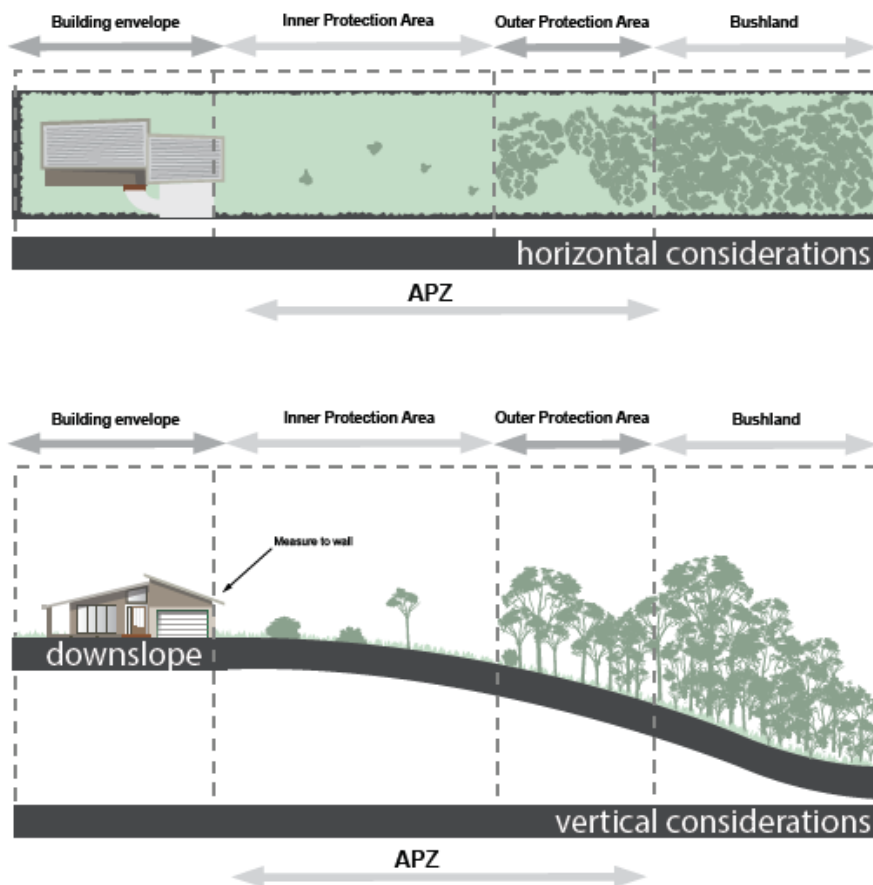 Building envelope
Inner Protection Area
Outer Protection Area
Bushland
horizontal considerations
APZ
Building envelope
Inner Protection Area
Outer Protection Area
Bushland
Measure to wall
downslope
vertical considerations
APZ